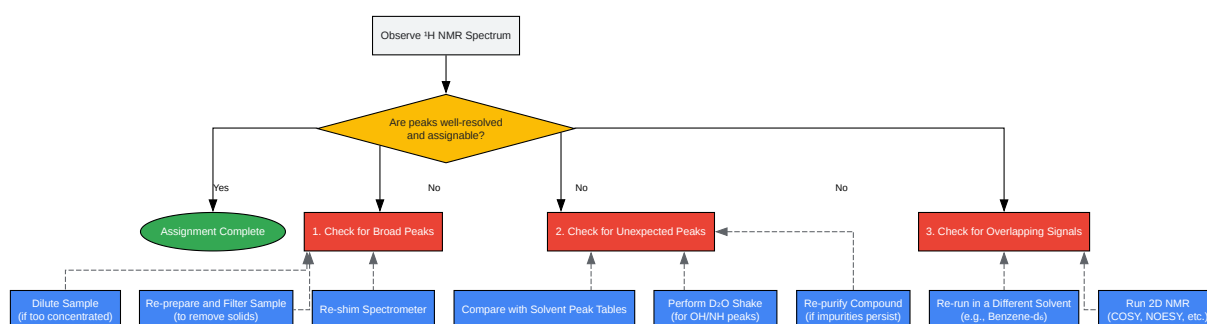 Observe ¹H NMR Spectrum
Are peaks well-resolved
and assignable?
Yes
No
No
No
Assignment Complete
1. Check for Broad Peaks
2. Check for Unexpected Peaks
3. Check for Overlapping Signals
Dilute Sample
(if too concentrated)
Re-prepare and Filter Sample
(to remove solids)
Re-shim Spectrometer
Compare with Solvent Peak Tables
Perform D₂O Shake
(for OH/NH peaks)
Re-purify Compound
(if impurities persist)
Re-run in a Different Solvent
(e.g., Benzene-d₆)
Run 2D NMR
(COSY, NOESY, etc.)